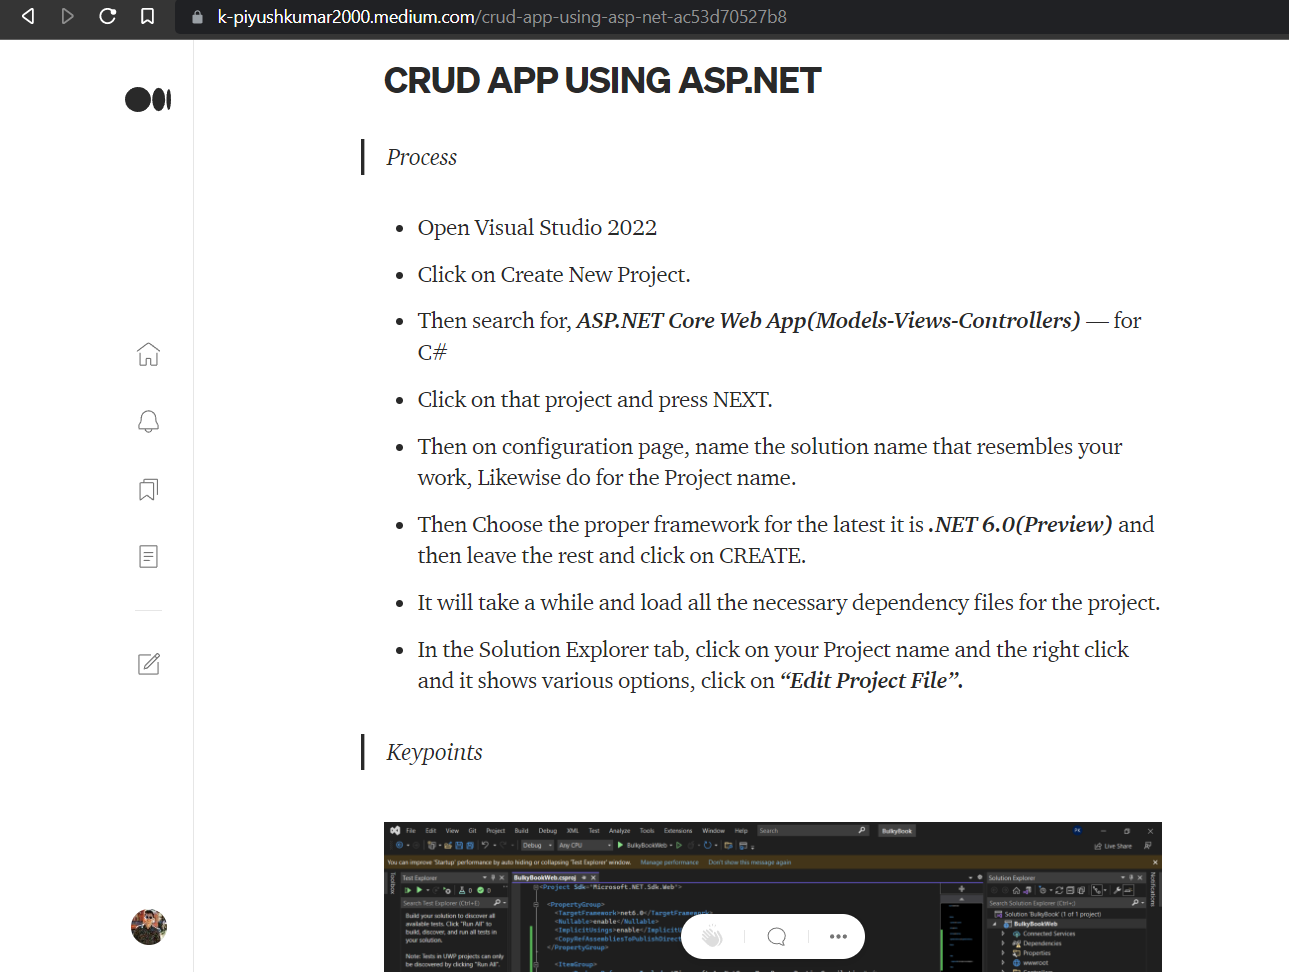 k-piyushkumar2000.medium.com/crud-app-using-asp-net-ac53d70527b8
CRUD APP USING ASP.NET
Process
Open Visual Studio 2022
Click on Create New Project.
Then search for, ASP.NET Core Web App(Models-Views-Controllers) — for
C#
Click on that project and press NEXT.
Then on configuration page, name the solution name that resembles your
work, Likewise do for the Project name.
Then Choose the proper framework for the latest it is .NET 6.0(Preview) and
then leave the rest and click on CREATE.
It will take a while and load all the necessary dependency files for the project.
In the Solution Explorer tab, click on your Project name and the right click
and it shows various options, click on “Edit Project File”.
Keypoints
File Edit View Git Project Build Debug XML Test Analyze Tools Extensions Window Help Search BulkyBook PK
Debug Any CPU BulkyBookWeb Live Share
You can improve 'Startup' performance by auto hiding or collapsing 'Test Explorer' window. Manage performance Don't show this message again
Toolbox
Test Explorer
Search Test Explorer (Ctrl+E)
Build your solution to discover all
available tests. Click "Run All" to
build, discover, and run all tests in
your solution.
Note: Tests in UWP projects can only
be discovered by clicking "Run All".
BulkyBookWeb.csproj
<Project Sdk="Microsoft.NET.Sdk.Web">
<PropertyGroup>
<TargetFramework>net6.0</TargetFramework>
<Nullable>enable</Nullable>
<ImplicitUsings>enable</Implicit
<CopyRefAssembliesToPublishDirect
</PropertyGroup>
<ItemGroup>
Solution Explorer
Search Solution Explorer (Ctrl+;)
Solution 'BulkyBook' (1 of 1 project)
BulkyBookWeb
Connected Services
Dependencies
Properties
wwwroot
Notifications